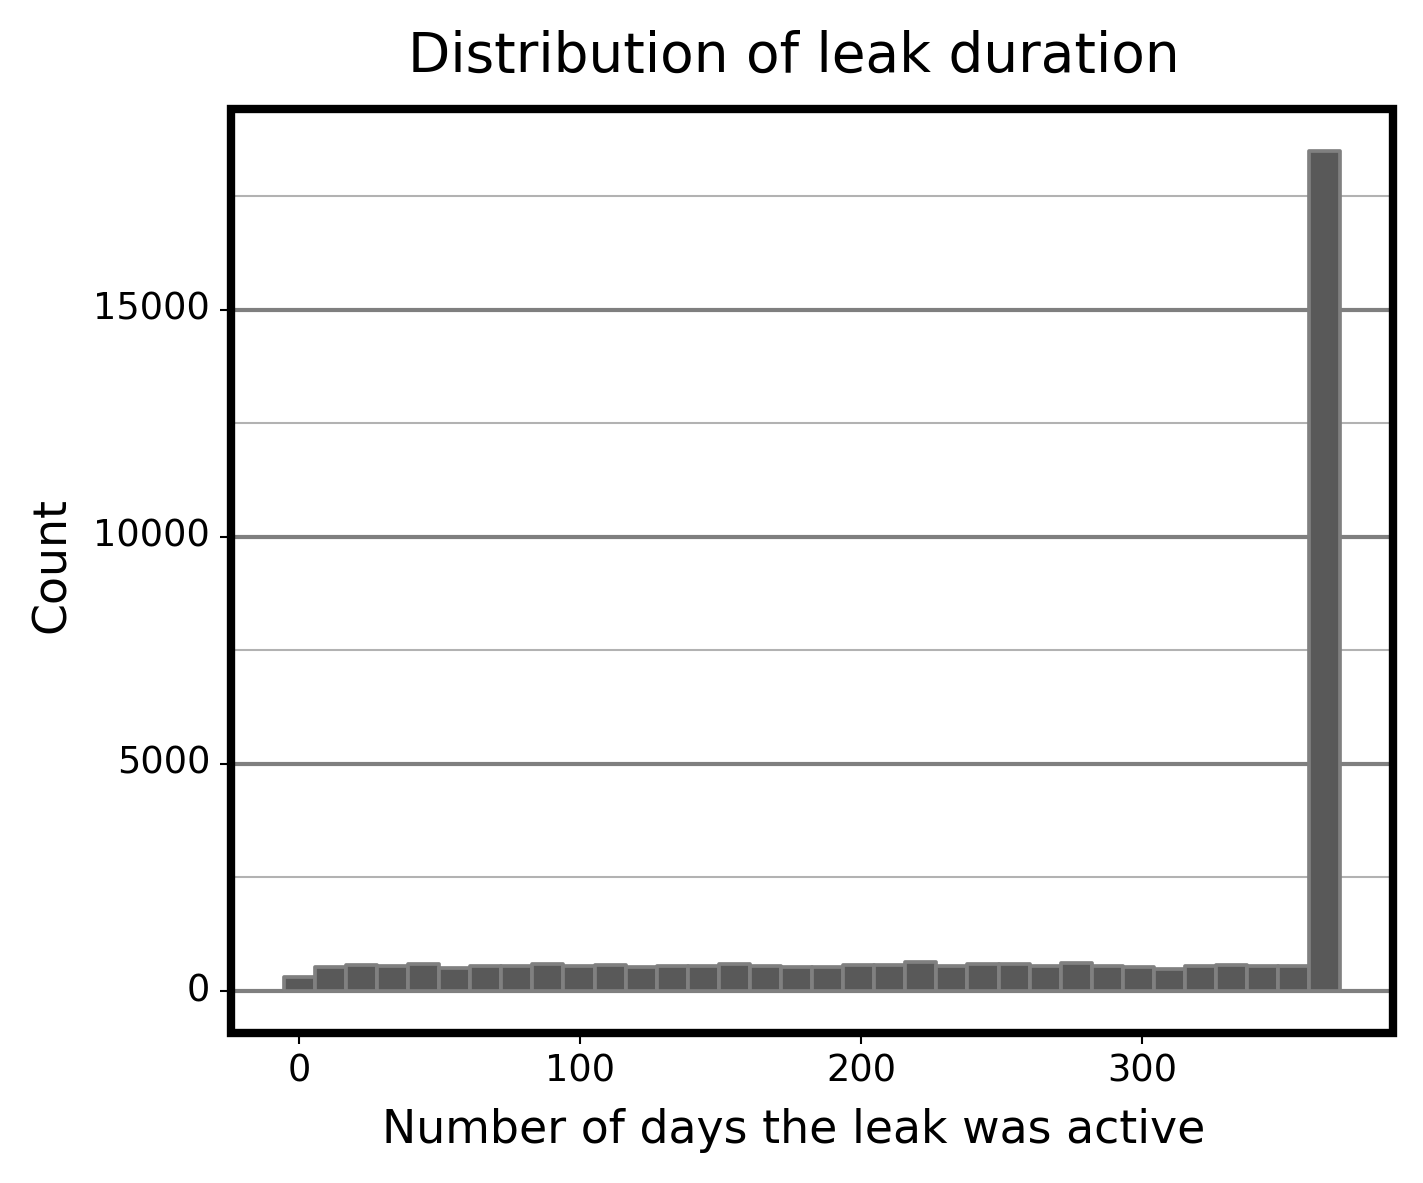 Distribution of leak duration
15000
10000
5000
0
Count
0 100 200 300
Number of days the leak was active